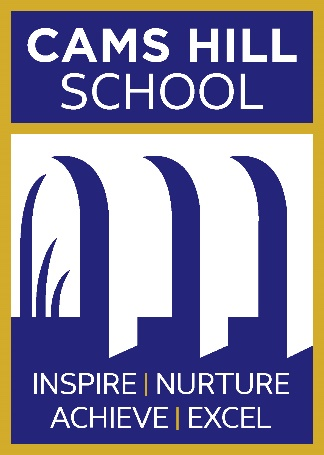 CAMS HILL
SCHOOL
INSPIRE | NURTURE
ACHIEVE | EXCEL